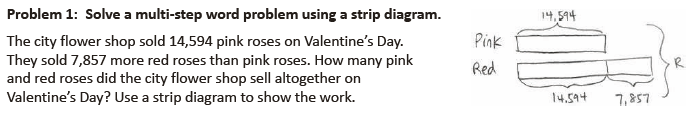 Problem 1: Solve a multi-step word problem using a strip diagram.
The city flower shop sold 14,594 pink roses on Valentine's Day.
They sold 7,857 more red roses than pink roses. How many pink
and red roses did the city flower shop sell altogether on
Valentine's Day? Use a strip diagram to show the work.
14,594
Pink
Red
R
14,594 7,857